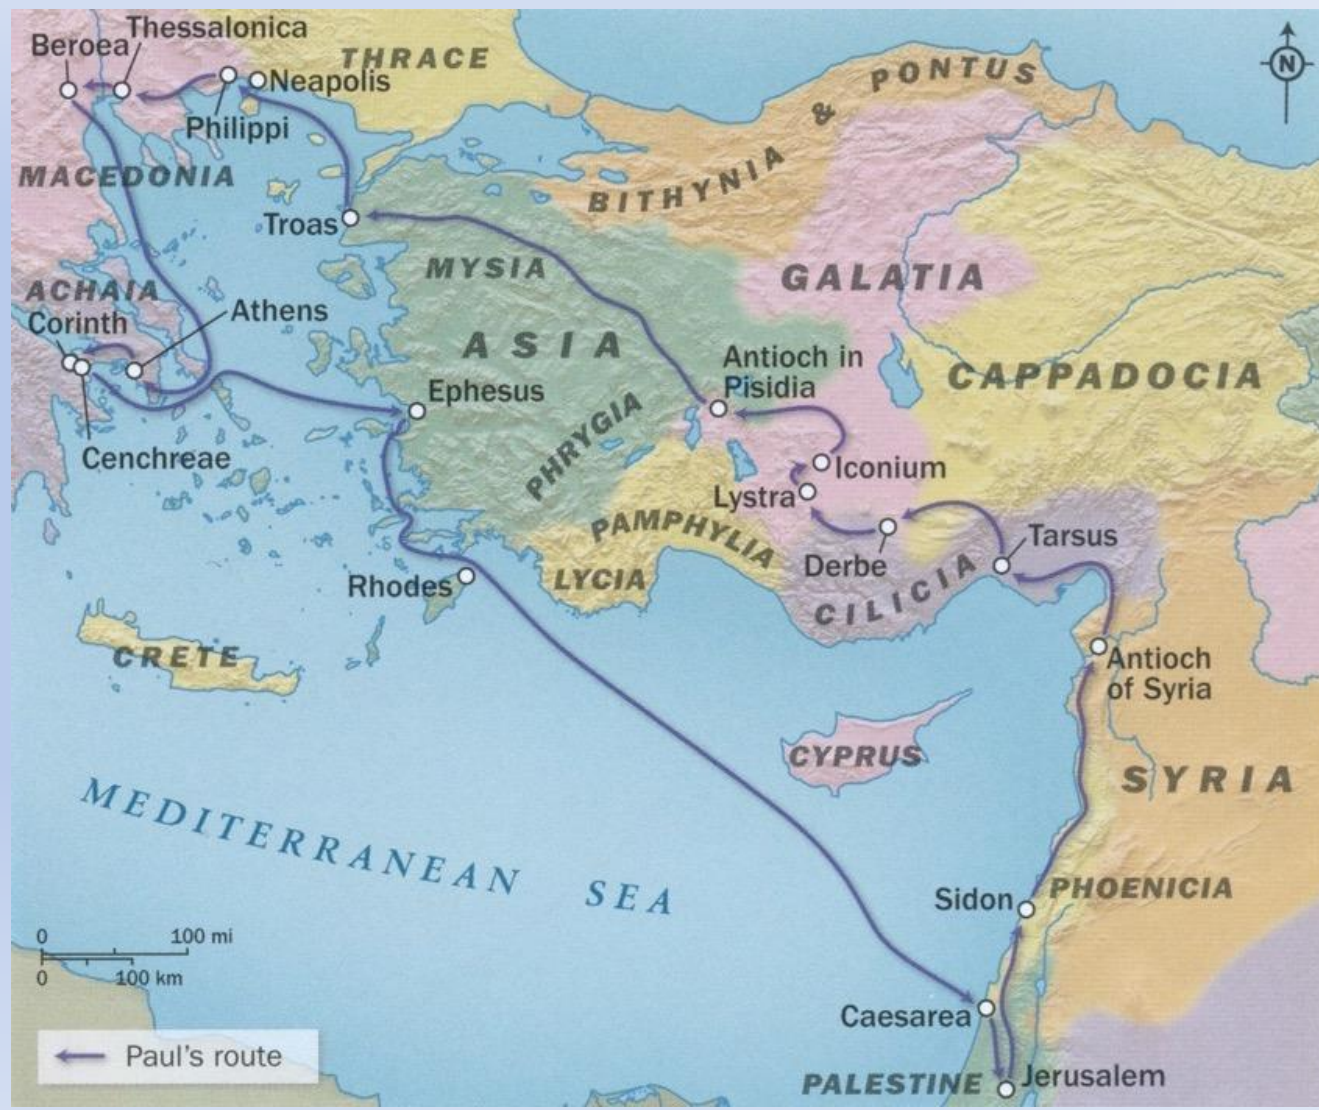 Thessalonica
Beroea
THRACE
Neapolis
Philippi
& PONTUS
N
BITHYNIA
MACEDONIA
Troas
MYSIA
GALATIA
ACHAIA
Corinth
Athens
ASIA
Antioch in
Pisidia
CAPPADOCIA
Ephesus
PHRYGIA
Cenchreae
Iconium
Lystra
PAMPHYLIA
Tarsus
Derbe
Rhodes
LYCIA
CILICIA
CRETE
Antioch
of Syria
CYPRUS
SYRIA
MEDITERRANEAN SEA
Sidon
PHOENICIA
0 100 mi
0 100 km
Caesarea
Paul's route
PALESTINE
Jerusalem